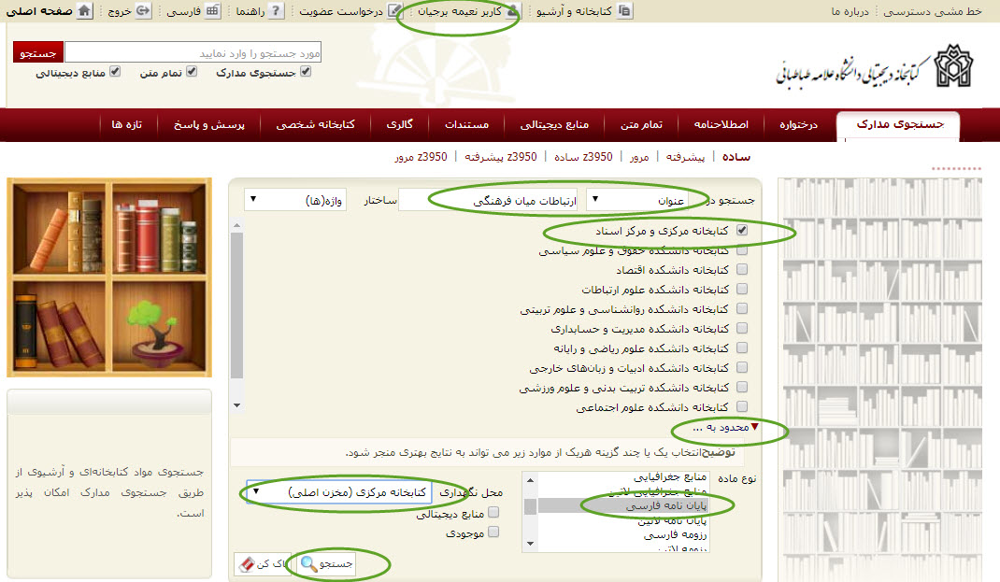 خط مشی دسترسی | درباره ما
کتابخانه و آرشیو | کاربر نعیمه برجیان | درخواست عضویت | راهنما ? | فارسی | خروج | صفحه اصلی
کتابخانه دیجیتالی دانشگاه علامه طباطبائی
مورد جستجو را وارد نمایید جستجو
جستجوی مدارک تمام متن منابع دیجیتالی
جستجوی مدارک درختواره اصطلاحنامه تمام متن منابع دیجیتالی مستندات گالری کتابخانه شخصی پرسش و پاسخ تازه ها
ساده | پیشرفته | مرور | z3950 ساده | z3950 پیشرفته | z3950 مرور
جستجو در عنوان ارتباطات میان فرهنگی ساختار واژه(ها)
کتابخانه مرکزی و مرکز اسناد
کتابخانه دانشکده حقوق و علوم سیاسی
کتابخانه دانشکده اقتصاد
کتابخانه دانشکده علوم ارتباطات
کتابخانه دانشکده روانشناسی و علوم تربیتی
کتابخانه دانشکده مدیریت و حسابداری
کتابخانه دانشکده علوم ریاضی و رایانه
کتابخانه دانشکده ادبیات و زبان‌های خارجی
کتابخانه دانشکده تربیت بدنی و علوم ورزشی
کتابخانه دانشکده علوم اجتماعی
محدود به ...
توضیح:انتخاب یک یا چند گزینه هریک از موارد زیر می تواند به نتایج بهتری منجر شود.
نوع ماده
منابع جغرافیایی
منابع جغرافیایی لاتین
پایان نامه فارسی
پایان نامه لاتین
رزومه فارسی
رزومه لاتین
محل نگهداری کتابخانه مرکزی (مخزن اصلی)
منابع دیجیتالی
موجودی
جستجو پاک کن
جستجوی مواد کتابخانه‌ای و آرشیوی از
طریق جستجوی مدارک امکان پذیر
است.